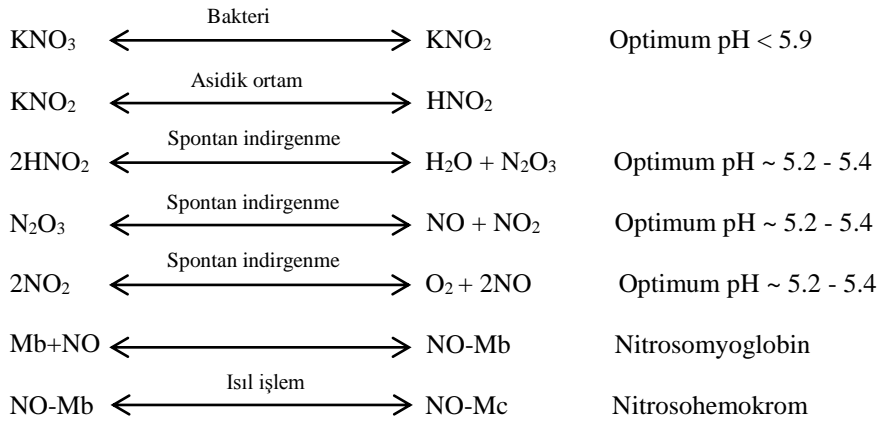 Bakteri
KNO₃ KNO₂ Optimum pH < 5.9
Asidik ortam
KNO₂ HNO₂
Spontan indirgenme
2HNO₂ H₂O + N₂O₃ Optimum pH ~ 5.2 - 5.4
Spontan indirgenme
N₂O₃ NO + NO₂ Optimum pH ~ 5.2 - 5.4
Spontan indirgenme
2NO₂ O₂ + 2NO Optimum pH ~ 5.2 - 5.4
Mb+NO NO-Mb Nitrosomyoglobin
Isıl işlem
NO-Mb NO-Mc Nitrosohemokrom